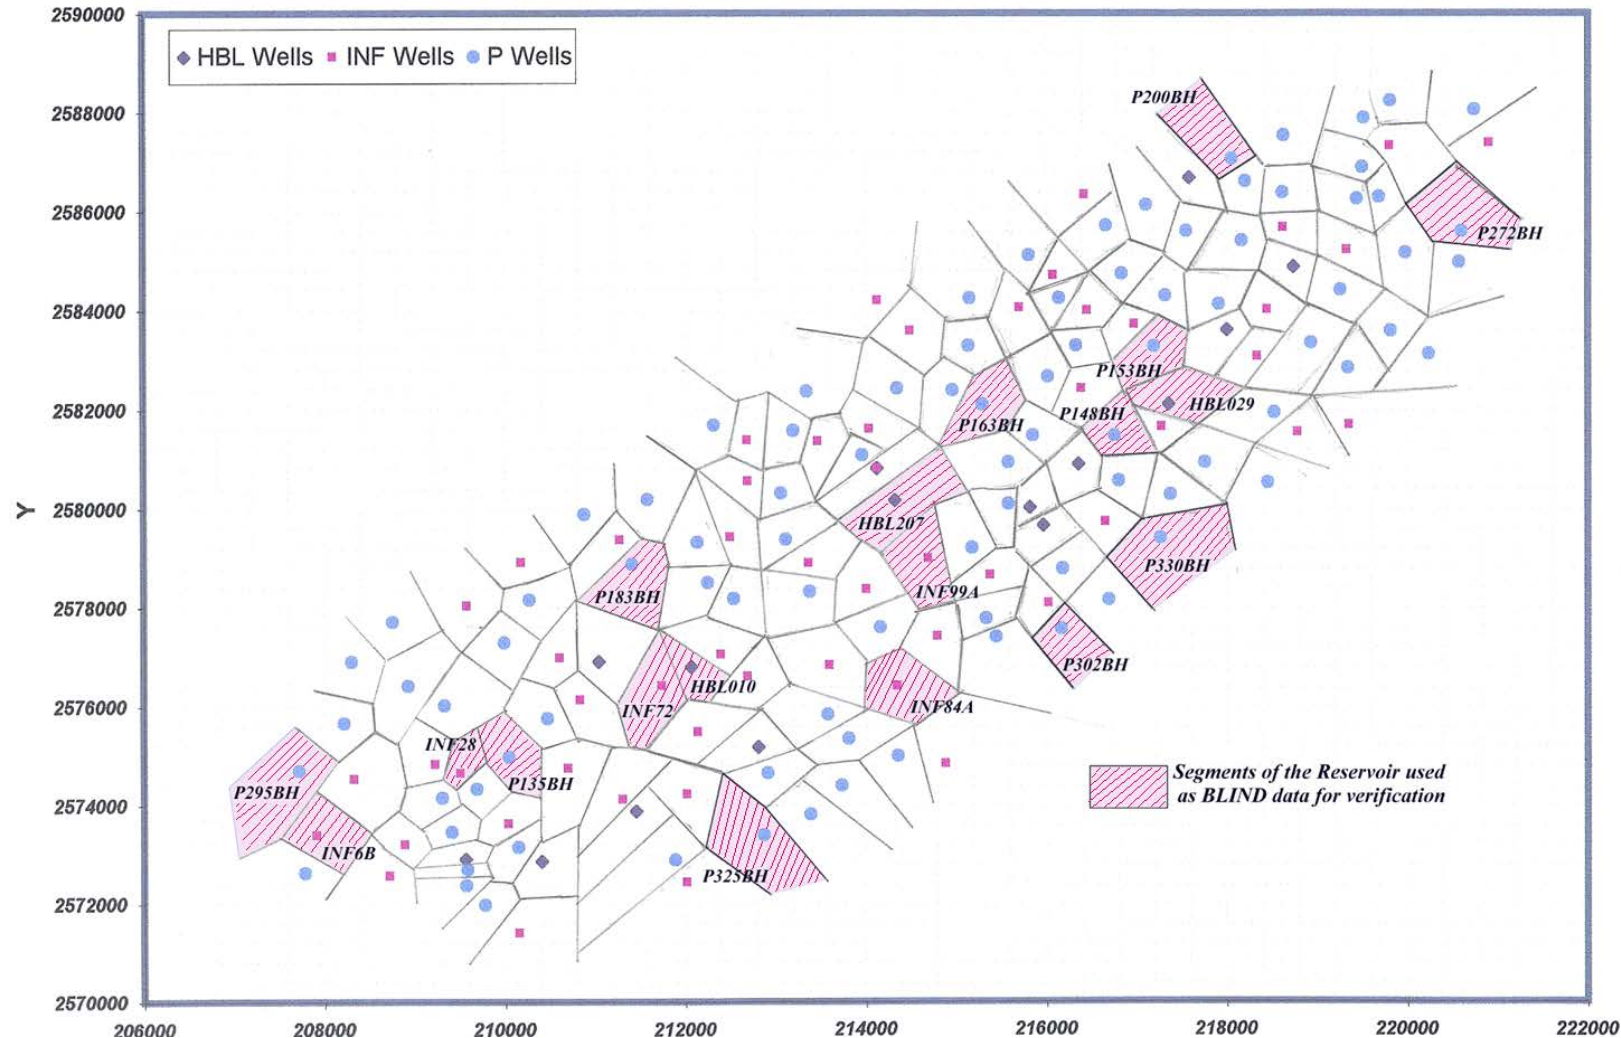 2590000
HBL Wells INF Wells P Wells
P200BH
2588000
2586000
P272BH
2584000
P153BH
HBL029
2582000
P148BH
P163BH
Y
2580000
HBL207
P330BH
INF99A
P183BH
2578000
P302BH
HBL010
INF84A
INF72
2576000
INF28
P135BH
Segments of the Reservoir used
as BLIND data for verification
P295BH
2574000
INF6B
P325BH
2572000
2570000
206000 208000 210000 212000 214000 216000 218000 220000 222000